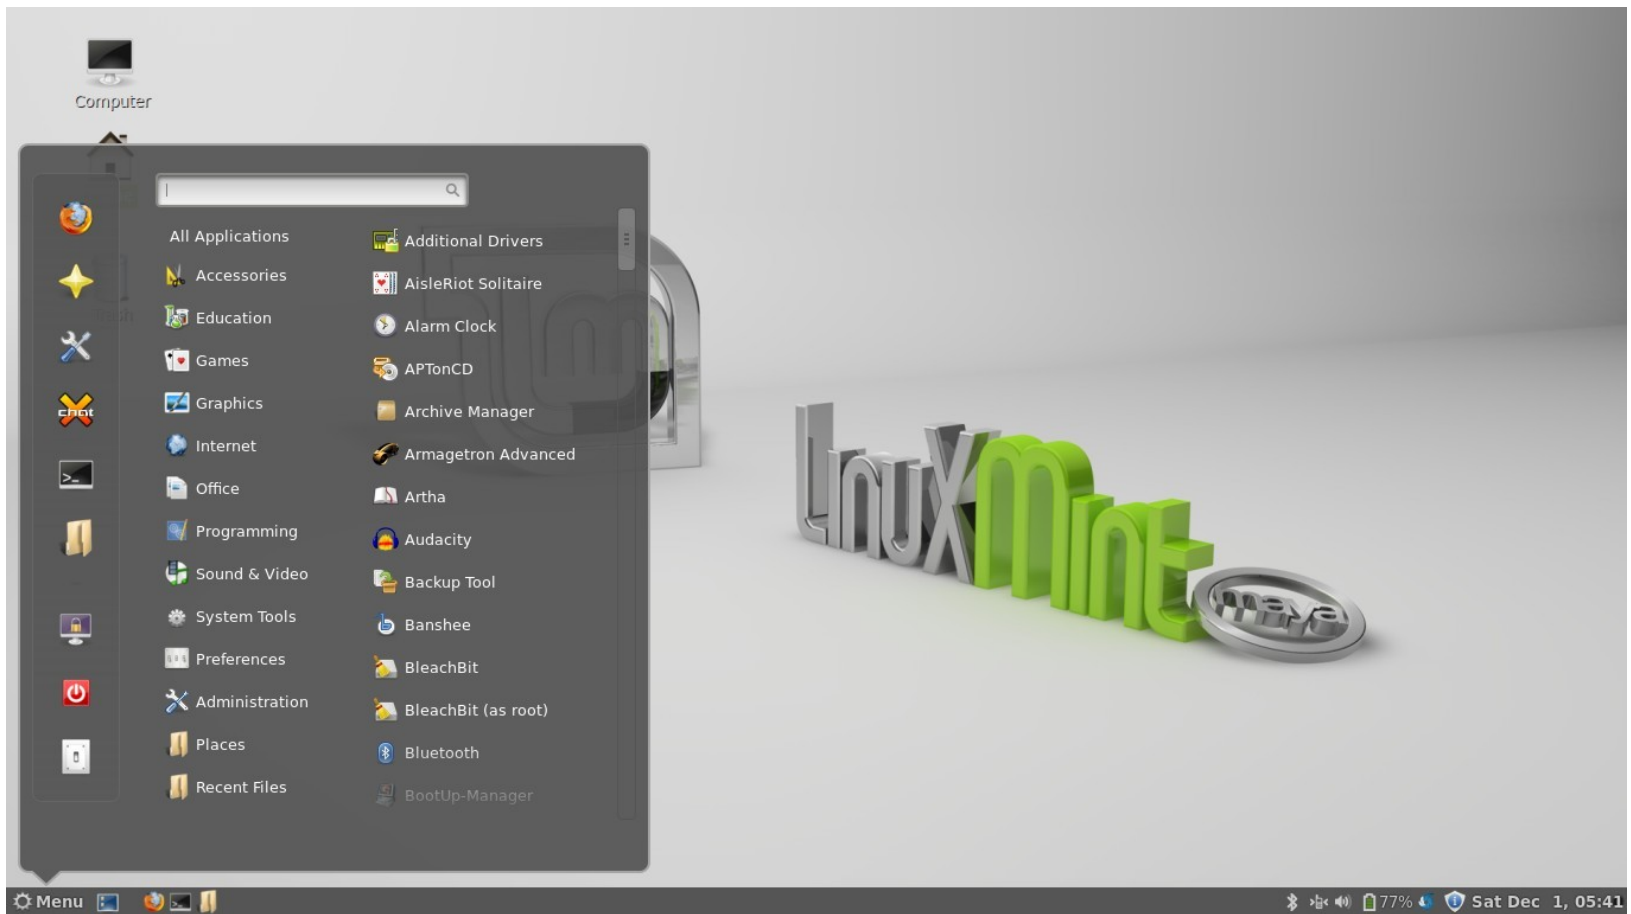 Computer
All Applications
Accessories
Education
Games
Graphics
Internet
Office
Programming
Sound & Video
System Tools
Preferences
Administration
Places
Recent Files
Additional Drivers
AisleRiot Solitaire
Alarm Clock
APTonCD
Archive Manager
Armagetron Advanced
Artha
Audacity
Backup Tool
Banshee
BleachBit
BleachBit (as root)
Bluetooth
BootUp-Manager
chat
LinuxMint
maya
Menu
77%
Sat Dec 1, 05:41